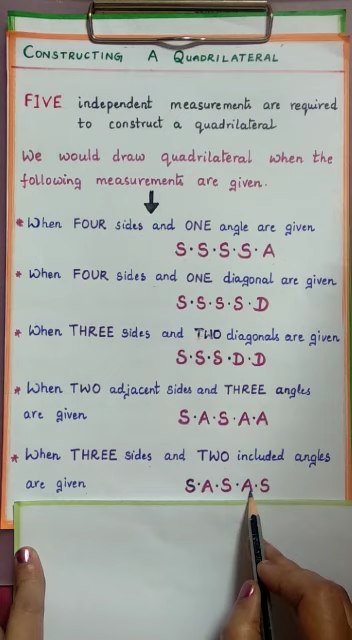 CONSTRUCTING A QUADRILATERAL
FIVE independent measurements are required
to construct a quadrilateral
We would draw quadrilateral when the
following measurements are given.
* When FOUR sides and ONE angle are given
S.S.S.S.A
* When FOUR sides and ONE diagonal are given
S.S.S.S.D
* When THREE sides and TWO diagonals are given
S.S.S.D.D
* When TWO adjacent sides and THREE angles
are given S.A.S.A.A
* When THREE sides and TWO included angles
are given S.A.S.A.S